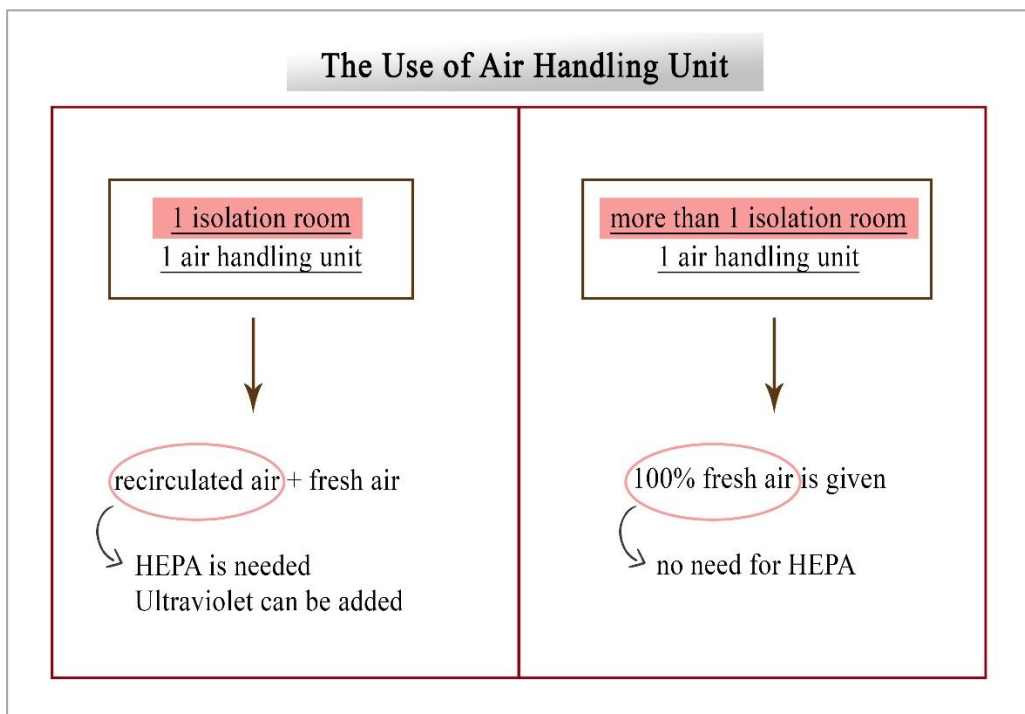 The Use of Air Handling Unit
1 isolation room
1 air handling unit
recirculated air + fresh air
HEPA is needed
Ultraviolet can be added
more than 1 isolation room
1 air handling unit
100% fresh air is given
no need for HEPA